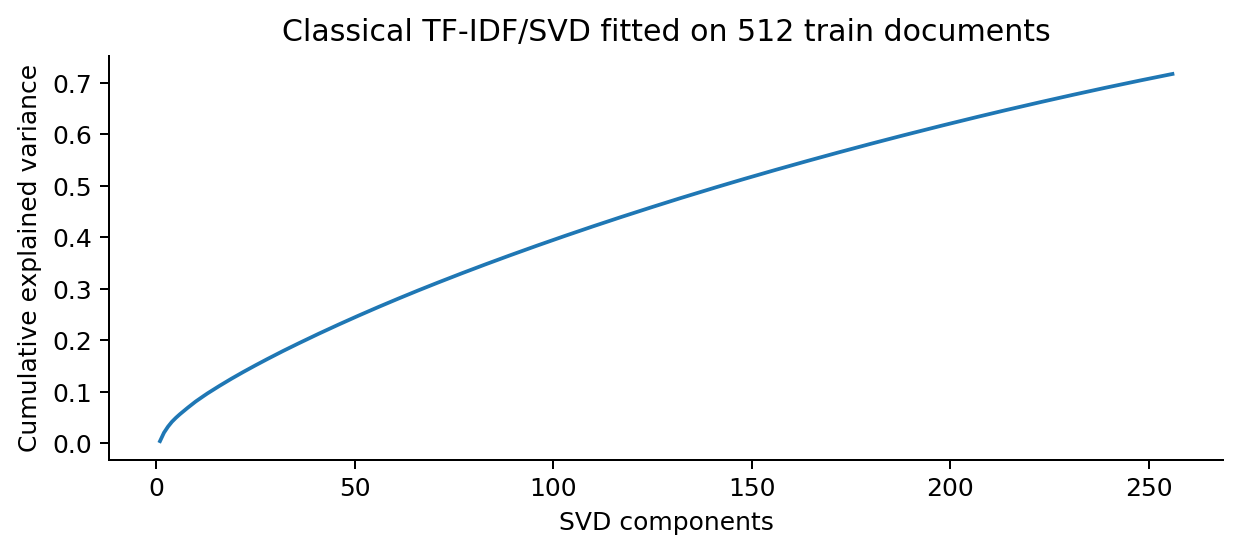 Classical TF-IDF/SVD fitted on 512 train documents
Cumulative explained variance
0.7
0.6
0.5
0.4
0.3
0.2
0.1
0.0
0 50 100 150 200 250
SVD components